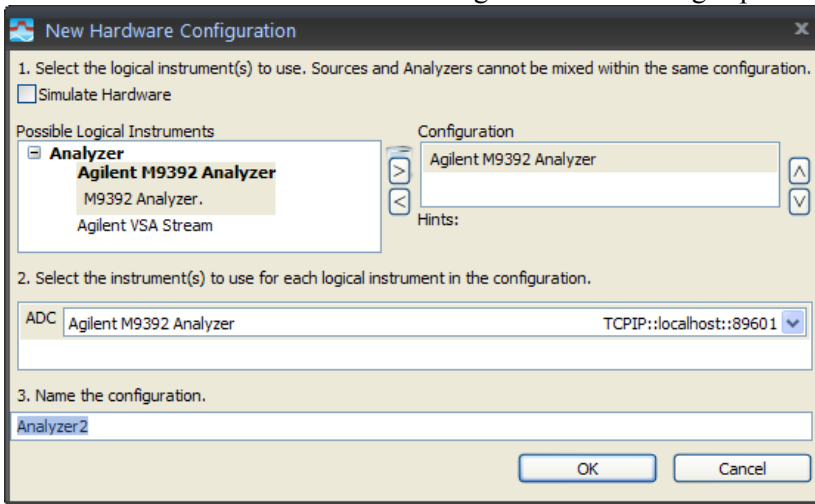 New Hardware Configuration
1. Select the logical instrument(s) to use. Sources and Analyzers cannot be mixed within the same configuration.
Simulate Hardware
Possible Logical Instruments
Analyzer
Agilent M9392 Analyzer
M9392 Analyzer.
Agilent VSA Stream
>
<
Configuration
Agilent M9392 Analyzer
Hints:
2. Select the instrument(s) to use for each logical instrument in the configuration.
ADC Agilent M9392 Analyzer TCPIP::localhost::89601
3. Name the configuration.
Analyzer2
OK Cancel